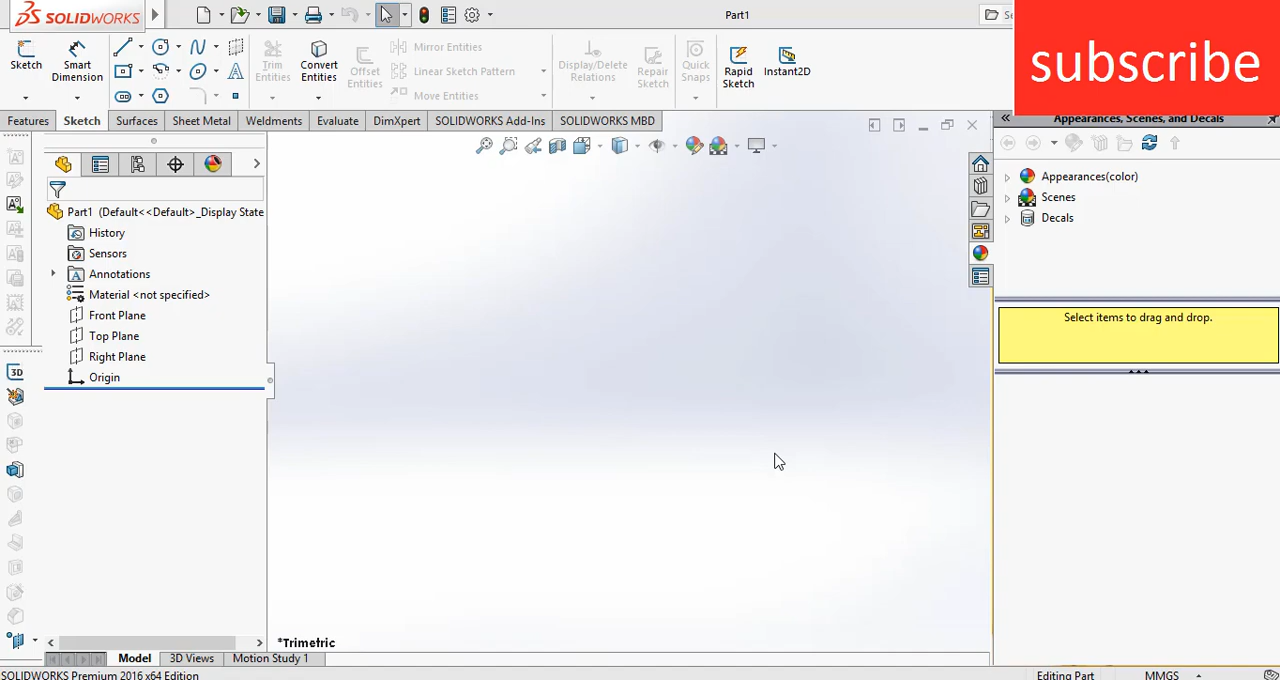 SOLIDWORKS
Part1
subscribe
Sketch
Smart Dimension
Trim Entities
Convert Entities
Offset Entities
Mirror Entities
Linear Sketch Pattern
Move Entities
Display/Delete Relations
Repair Sketch
Quick Snaps
Rapid Sketch
Instant2D
Features
Sketch
Surfaces
Sheet Metal
Weldments
Evaluate
DimXpert
SOLIDWORKS Add-Ins
SOLIDWORKS MBD
Appearances, Scenes, and Decals
Part1 (Default<<Default>_Display State
History
Sensors
Annotations
Material <not specified>
Front Plane
Top Plane
Right Plane
Origin
Appearances(color)
Scenes
Decals
Select items to drag and drop.
3D
*Trimetric
Model
3D Views
Motion Study 1
SOLIDWORKS Premium 2016 x64 Edition
Editing Part
MMGS